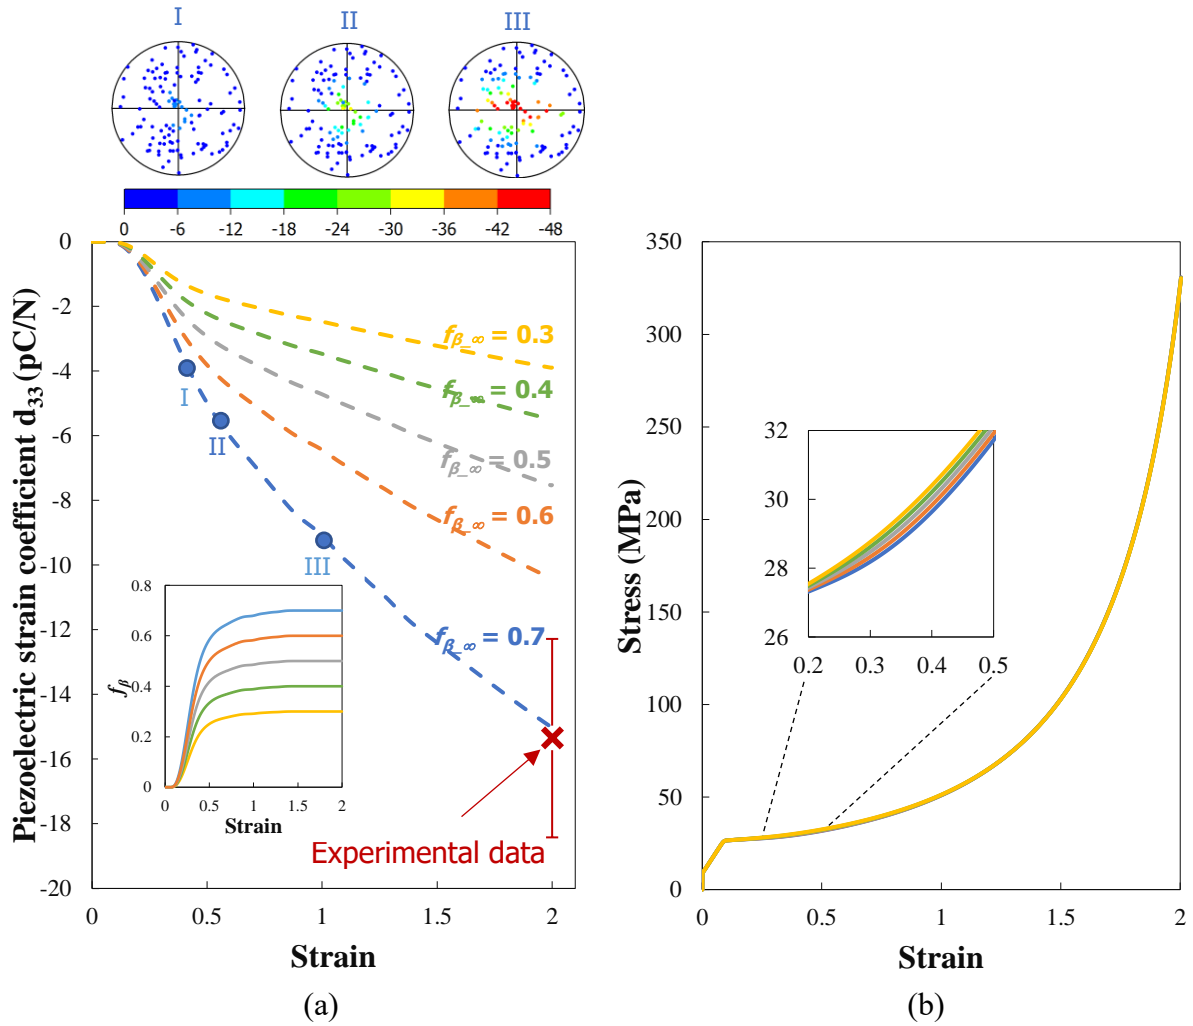 I
II
III
0 -6 -12 -18 -24 -30 -36 -42 -48
Piezoelectric strain coefficient d33 (pC/N)
0
-2
-4
-6
-8
-10
-12
-14
-16
-18
-20
fβ_∞ = 0.3
fβ_∞ = 0.4
fβ_∞ = 0.5
fβ_∞ = 0.6
fβ_∞ = 0.7
I
II
III
fβ
0.8
0.6
0.4
0.2
0
0 0.5 1 1.5 2
Strain
Experimental data
0 0.5 1 1.5 2
Strain
(a)
Stress (MPa)
350
300
250
200
150
100
50
0
32
30
28
26
0.2 0.3 0.4 0.5
0 0.5 1 1.5 2
Strain
(b)